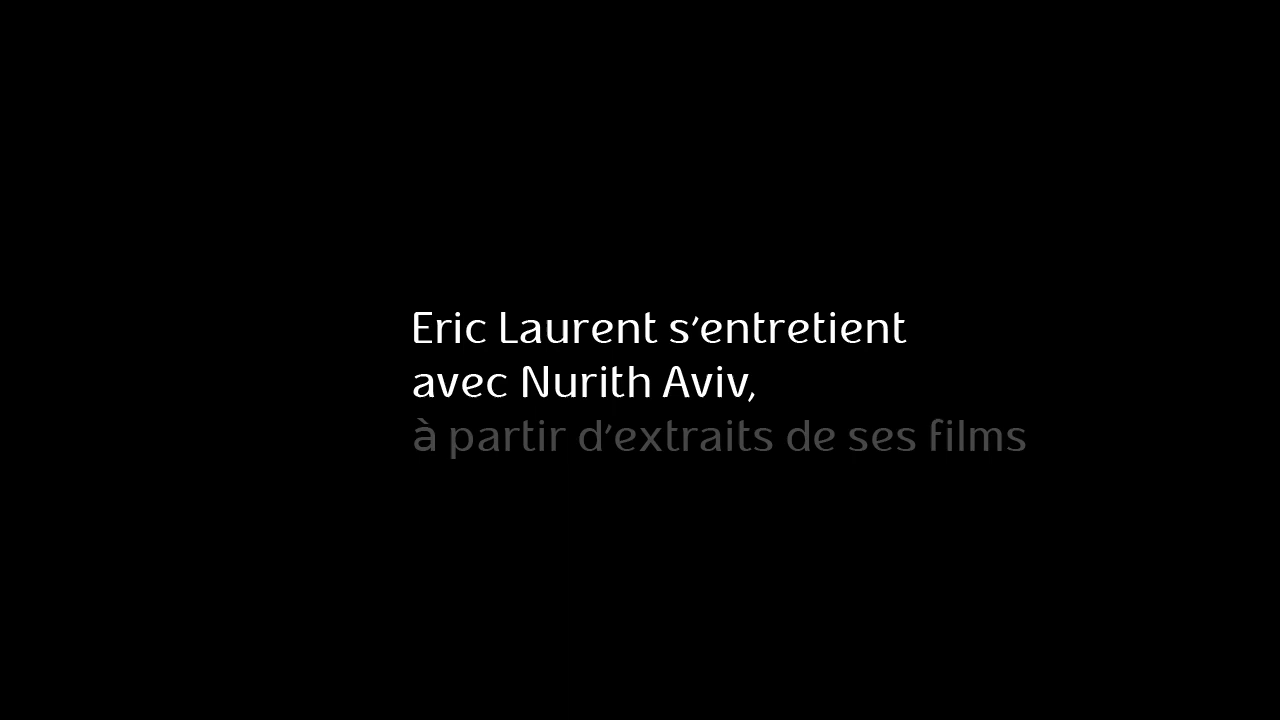 Eric Laurent s’entretient
avec Nurith Aviv,
à partir d’extraits de ses films